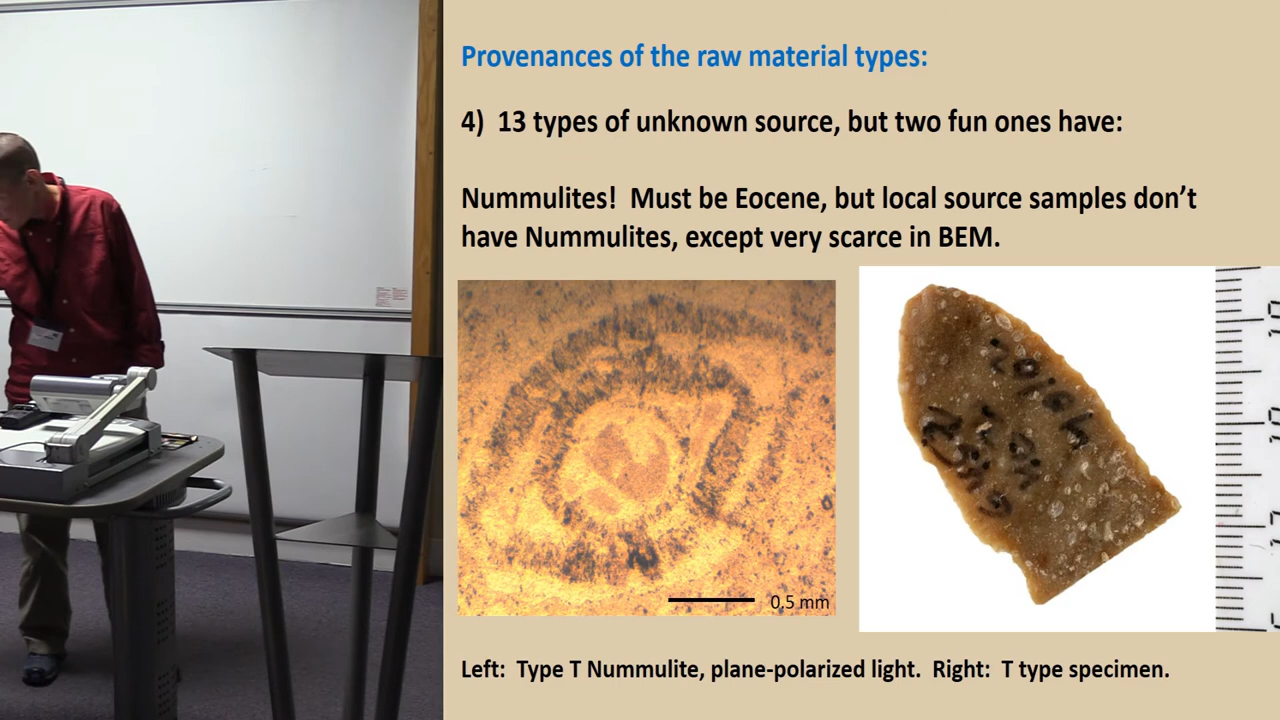 Provenances of the raw material types:
4) 13 types of unknown source, but two fun ones have:
Nummulites! Must be Eocene, but local source samples don't
have Nummulites, except very scarce in BEM.
0.5 mm
Left: Type T Nummulite, plane-polarized light. Right: T type specimen.